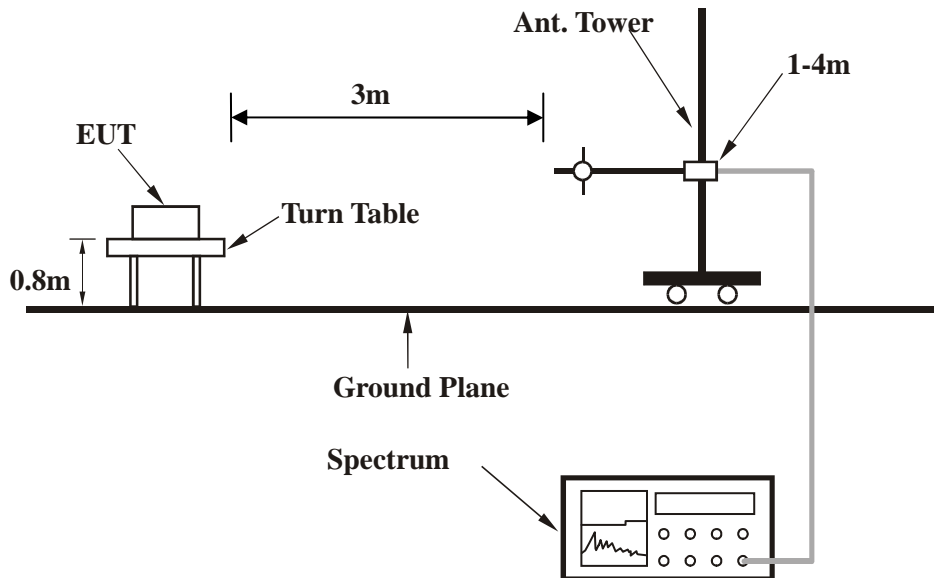 Ant. Tower
1-4m
3m
EUT
Turn Table
0.8m
Ground Plane
Spectrum